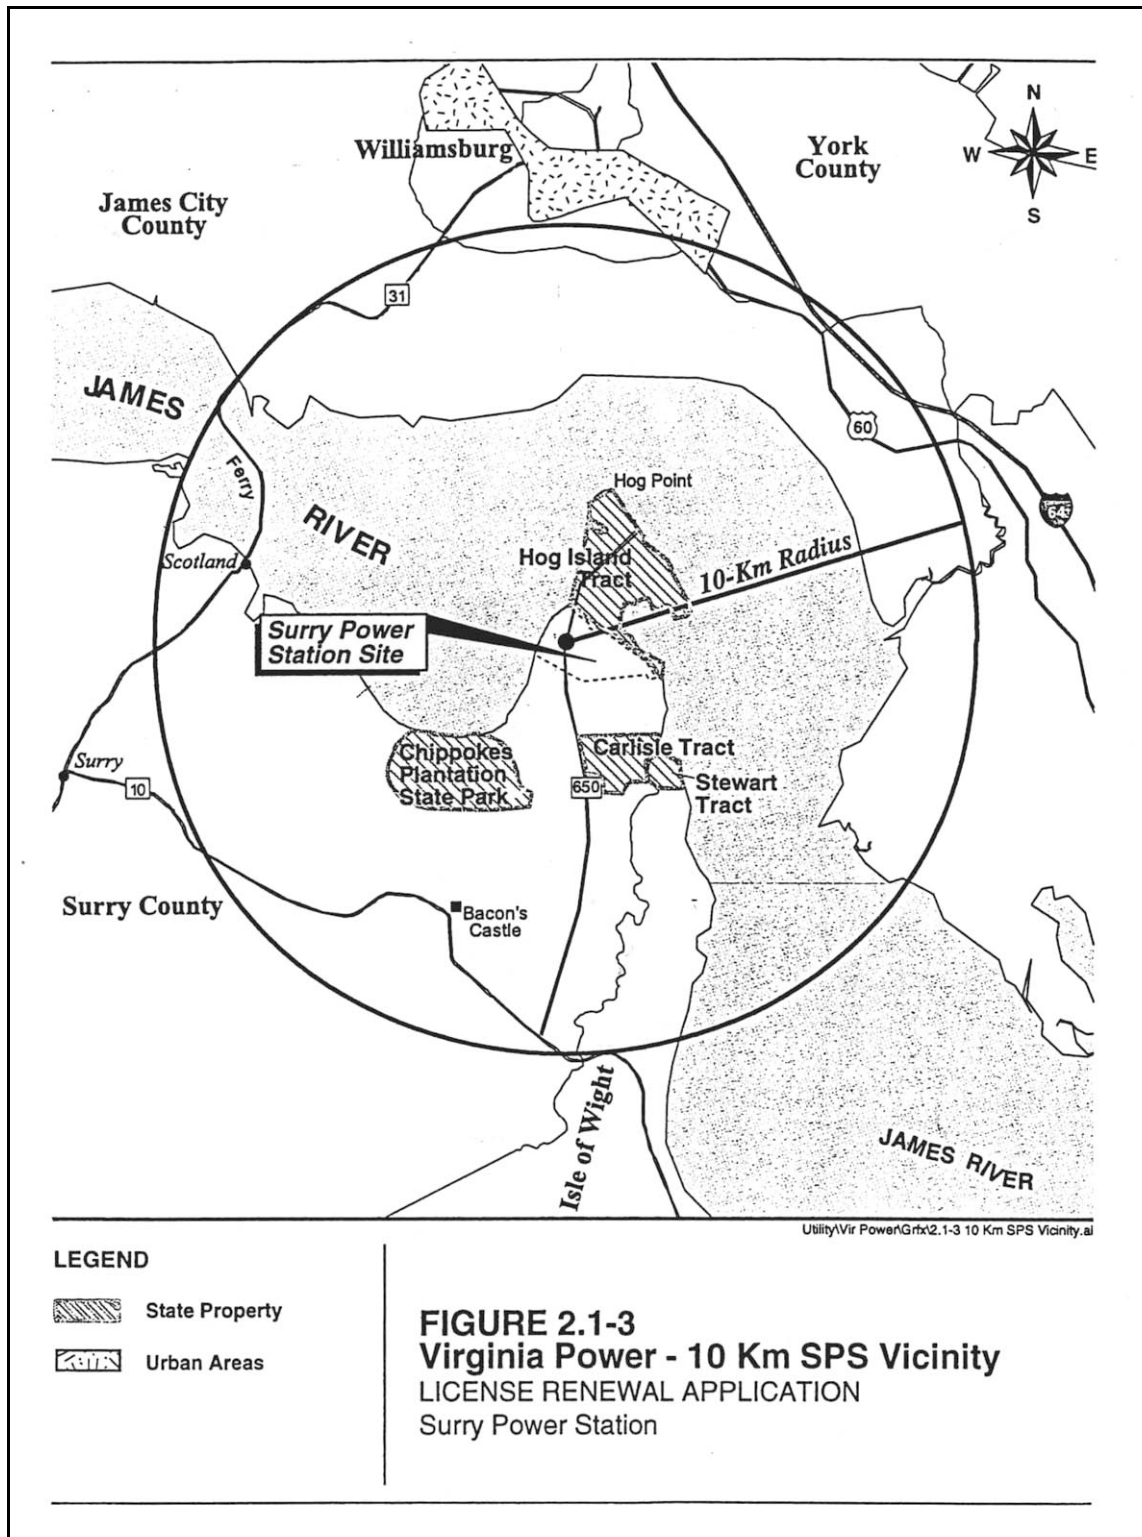 N
W E
S
York
County
Williamsburg
James City
County
31
JAMES
60
Ferry
Hog Point
64
RIVER
Hog Island
Tract
10-Km Radius
Scotland
Surry Power
Station Site
Chippokes
Plantation
State Park
Carlisle Tract
Surry
10
650
Stewart
Tract
Surry County
Bacon's
Castle
Isle of Wight
JAMES RIVER
Utility\Vir Power\Grfx\2.1-3 10 Km SPS Vicinity.ai
LEGEND
State Property
Urban Areas
FIGURE 2.1-3
Virginia Power - 10 Km SPS Vicinity
LICENSE RENEWAL APPLICATION
Surry Power Station